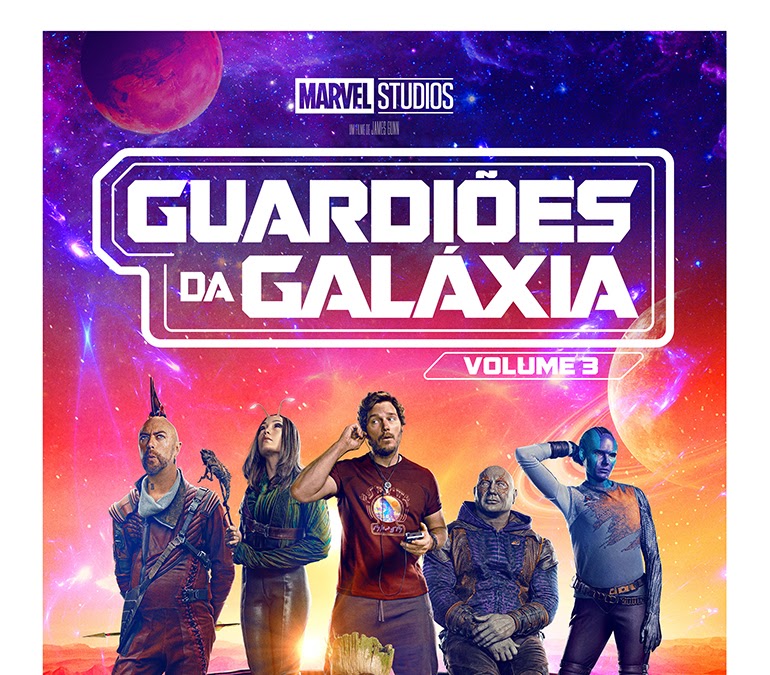 MARVEL STUDIOS
UM FILME DE JAMES GUNN
GUARDIÕES
DA GALÁXIA
VOLUME 3